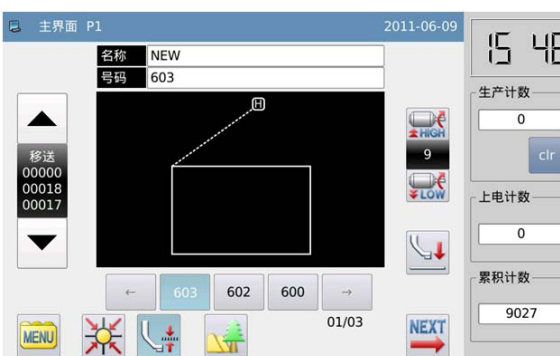 主界面 P1
2011-06-09
名称 NEW
号码 603
移送
00000
00018
00017
H
HIGH
9
LOW
← 603 602 600 →
01/03
MENU
NEXT
15
生产计数
0
clr
上电计数
0
累积计数
9027